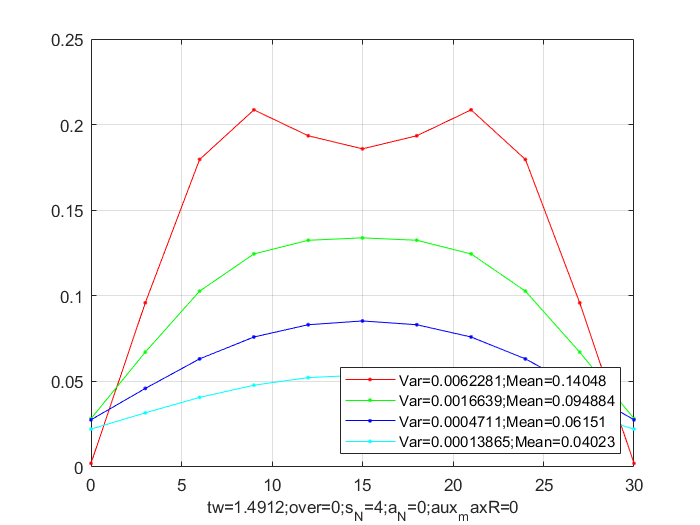 0.25
0.2
0.15
0.1
0.05
0
0 5 10 15 20 25 30
Var=0.0062281;Mean=0.14048
Var=0.0016639;Mean=0.094884
Var=0.0004711;Mean=0.06151
Var=0.00013865;Mean=0.04023
tw=1.4912;over=0;s_N=4;a_N=0;aux_maxR=0